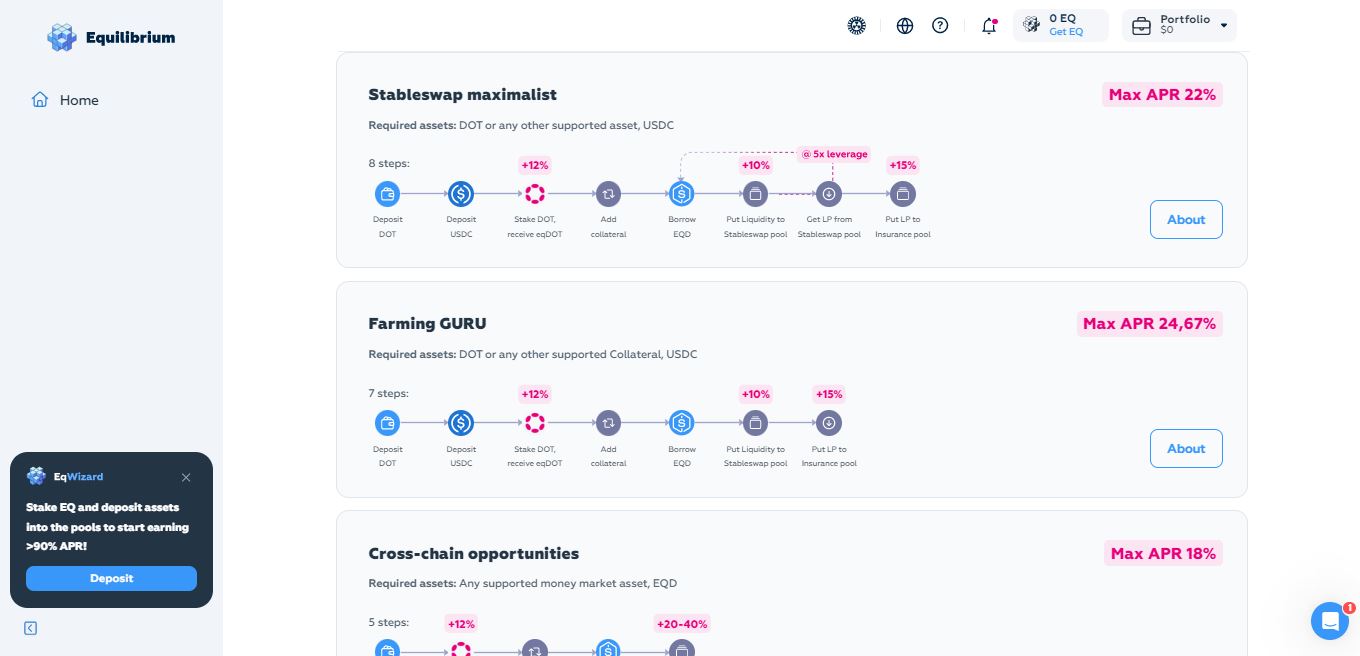 Equilibrium
Home
0 EQ
Get EQ
Portfolio
$0
Stableswap maximalist
Max APR 22%
Required assets: DOT or any other supported asset, USDC
8 steps:
+12%
+10%
@ 5x leverage
+15%
Deposit
DOT
Deposit
USDC
Stake DOT,
receive eqDOT
Add
collateral
Borrow
EQD
Put Liquidity to
Stableswap pool
Get LP from
Stableswap pool
Put LP to
Insurance pool
About
Farming GURU
Max APR 24,67%
Required assets: DOT or any other supported Collateral, USDC
7 steps:
+12%
+10%
+15%
Deposit
DOT
Deposit
USDC
Stake DOT,
receive eqDOT
Add
collateral
Borrow
EQD
Put Liquidity to
Stableswap pool
Put LP to
Insurance pool
About
Cross-chain opportunities
Max APR 18%
Required assets: Any supported money market asset, EQD
5 steps:
+12%
+20-40%
EqWizard
Stake EQ and deposit assets
into the pools to start earning
>90% APR!
Deposit
1